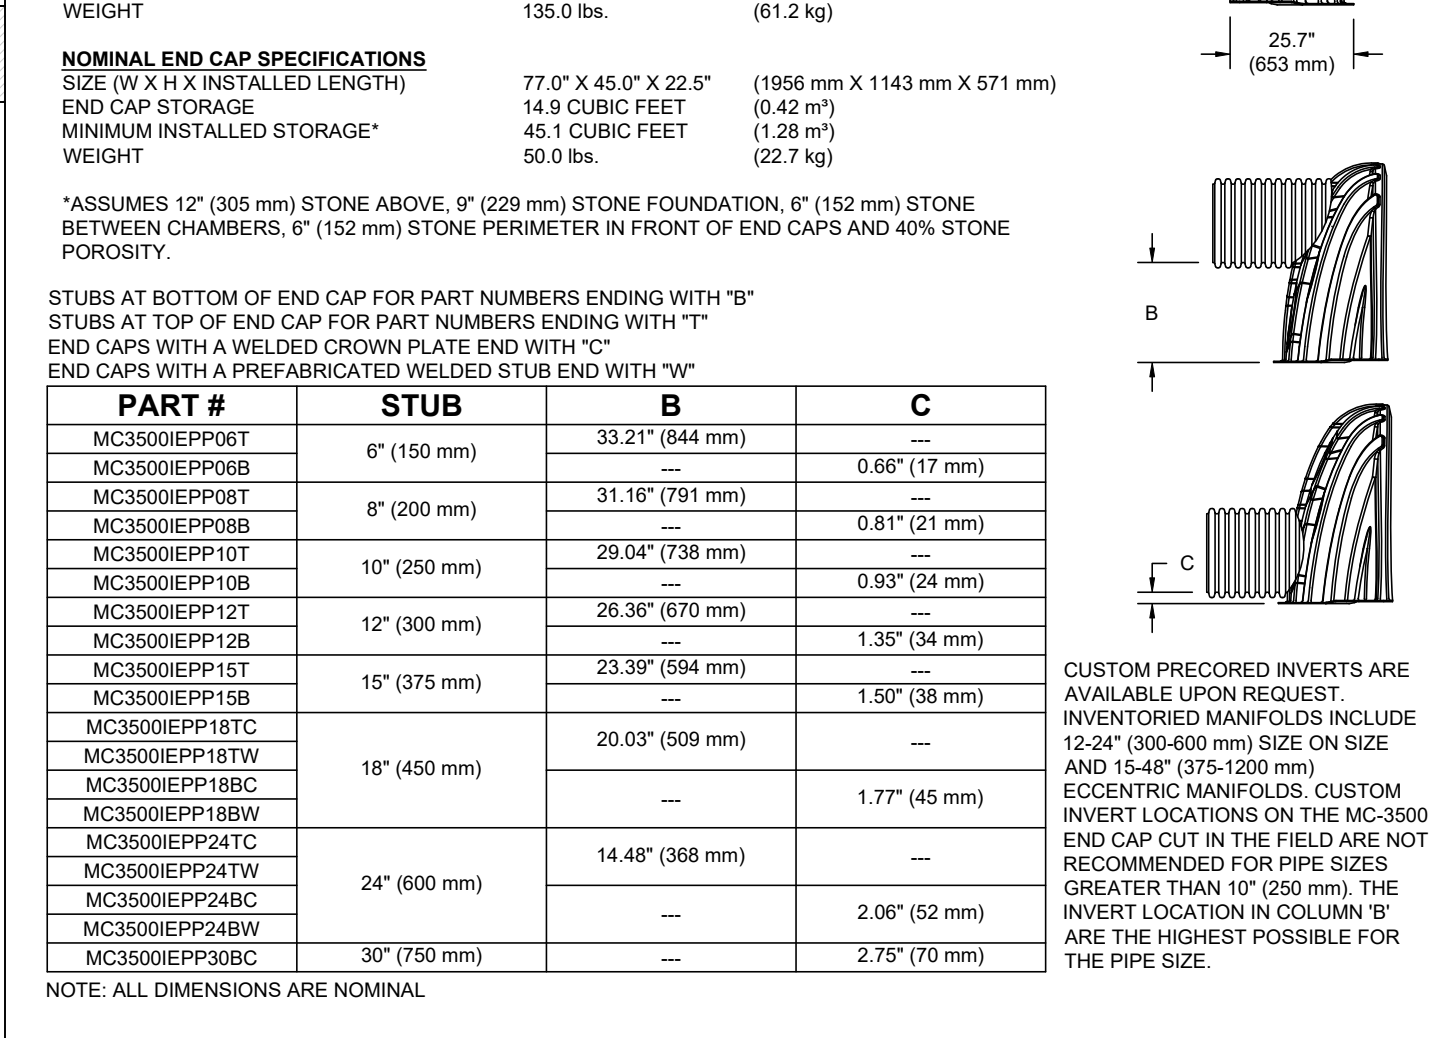 WEIGHT 135.0 lbs. (61.2 kg)
NOMINAL END CAP SPECIFICATIONS
SIZE (W X H X INSTALLED LENGTH) 77.0" X 45.0" X 22.5" (1956 mm X 1143 mm X 571 mm)
END CAP STORAGE 14.9 CUBIC FEET (0.42 m³)
MINIMUM INSTALLED STORAGE* 45.1 CUBIC FEET (1.28 m³)
WEIGHT 50.0 lbs. (22.7 kg)
*ASSUMES 12" (305 mm) STONE ABOVE, 9" (229 mm) STONE FOUNDATION, 6" (152 mm) STONE
BETWEEN CHAMBERS, 6" (152 mm) STONE PERIMETER IN FRONT OF END CAPS AND 40% STONE
POROSITY.
STUBS AT BOTTOM OF END CAP FOR PART NUMBERS ENDING WITH "B"
STUBS AT TOP OF END CAP FOR PART NUMBERS ENDING WITH "T"
END CAPS WITH A WELDED CROWN PLATE END WITH "C"
END CAPS WITH A PREFABRICATED WELDED STUB END WITH "W"
PART # STUB B C
MC3500IEPP06T 6" (150 mm) 33.21" (844 mm) ---
MC3500IEPP06B --- 0.66" (17 mm)
MC3500IEPP08T 8" (200 mm) 31.16" (791 mm) ---
MC3500IEPP08B --- 0.81" (21 mm)
MC3500IEPP10T 10" (250 mm) 29.04" (738 mm) ---
MC3500IEPP10B --- 0.93" (24 mm)
MC3500IEPP12T 12" (300 mm) 26.36" (670 mm) ---
MC3500IEPP12B --- 1.35" (34 mm)
MC3500IEPP15T 15" (375 mm) 23.39" (594 mm) ---
MC3500IEPP15B --- 1.50" (38 mm)
MC3500IEPP18TC 18" (450 mm) 20.03" (509 mm) ---
MC3500IEPP18TW
MC3500IEPP18BC --- 1.77" (45 mm)
MC3500IEPP18BW
MC3500IEPP24TC 24" (600 mm) 14.48" (368 mm) ---
MC3500IEPP24TW
MC3500IEPP24BC --- 2.06" (52 mm)
MC3500IEPP24BW
MC3500IEPP30BC 30" (750 mm) --- 2.75" (70 mm)
NOTE: ALL DIMENSIONS ARE NOMINAL
25.7"
(653 mm)
B
C
CUSTOM PRECORED INVERTS ARE
AVAILABLE UPON REQUEST.
INVENTORIED MANIFOLDS INCLUDE
12-24" (300-600 mm) SIZE ON SIZE
AND 15-48" (375-1200 mm)
ECCENTRIC MANIFOLDS. CUSTOM
INVERT LOCATIONS ON THE MC-3500
END CAP CUT IN THE FIELD ARE NOT
RECOMMENDED FOR PIPE SIZES
GREATER THAN 10" (250 mm). THE
INVERT LOCATION IN COLUMN 'B'
ARE THE HIGHEST POSSIBLE FOR
THE PIPE SIZE.